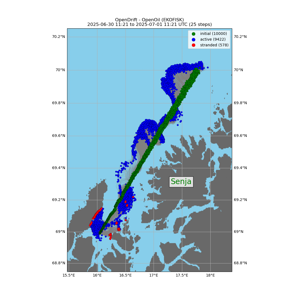 OpenDrift - OpenOil (EKOFISK)
2025-06-30 11:21 to 2025-07-01 11:21 UTC (25 steps)
initial (10000)
active (9422)
stranded (578)
70.2°N 70.2°N
70°N 70°N
69.8°N 69.8°N
69.6°N 69.6°N
69.4°N 69.4°N
Senja
69.2°N 69.2°N
69°N 69°N
68.8°N 68.8°N
15.5°E 16°E 16.5°E 17°E 17.5°E 18°E